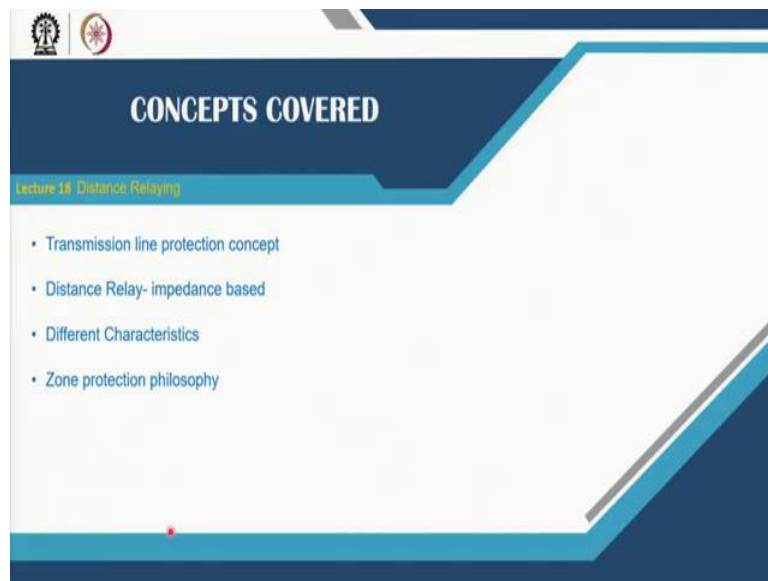 CONCEPTS COVERED
Lecture 18 Distance Relaying
• Transmission line protection concept
• Distance Relay- impedance based
• Different Characteristics
• Zone protection philosophy